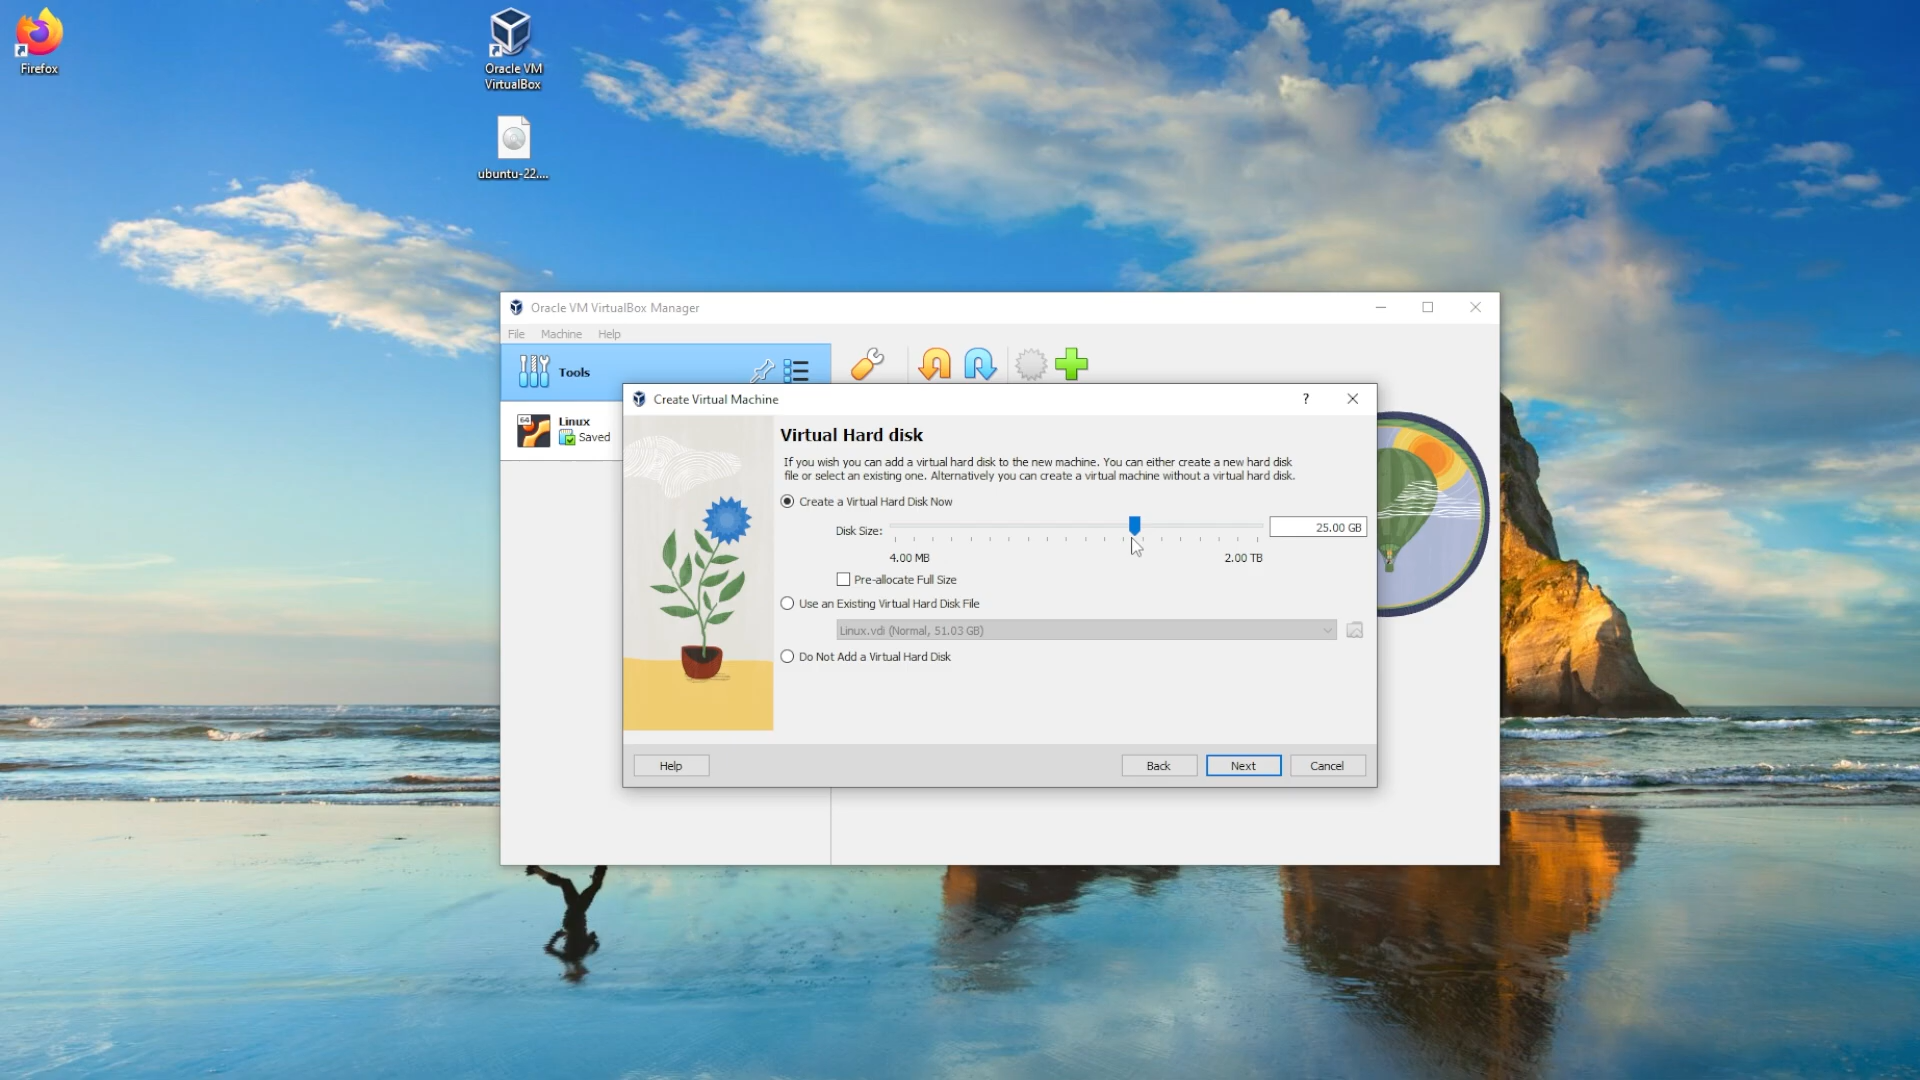 Firefox
Oracle VM
VirtualBox
ubuntu-22....
Oracle VM VirtualBox Manager
File Machine Help
Tools
64
Linux
Saved
Create Virtual Machine
?
Virtual Hard disk
If you wish you can add a virtual hard disk to the new machine. You can either create a new hard disk
file or select an existing one. Alternatively you can create a virtual machine without a virtual hard disk.
Create a Virtual Hard Disk Now
Disk Size: 25.00 GB
4.00 MB 2.00 TB
Pre-allocate Full Size
Use an Existing Virtual Hard Disk File
Linux.vdi (Normal, 51.03 GB)
Do Not Add a Virtual Hard Disk
Help Back Next Cancel